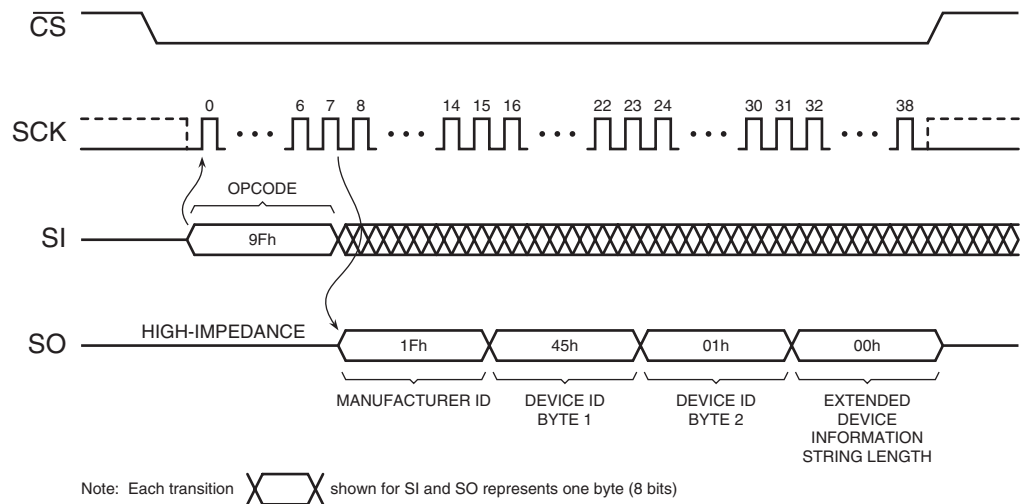 CS
0 6 7 8 14 15 16 22 23 24 30 31 32 38
SCK
OPCODE
SI
9Fh
HIGH-IMPEDANCE
SO
1Fh 45h 01h 00h
MANUFACTURER ID
DEVICE ID
BYTE 1
DEVICE ID
BYTE 2
EXTENDED
DEVICE
INFORMATION
STRING LENGTH
Note: Each transition shown for SI and SO represents one byte (8 bits)